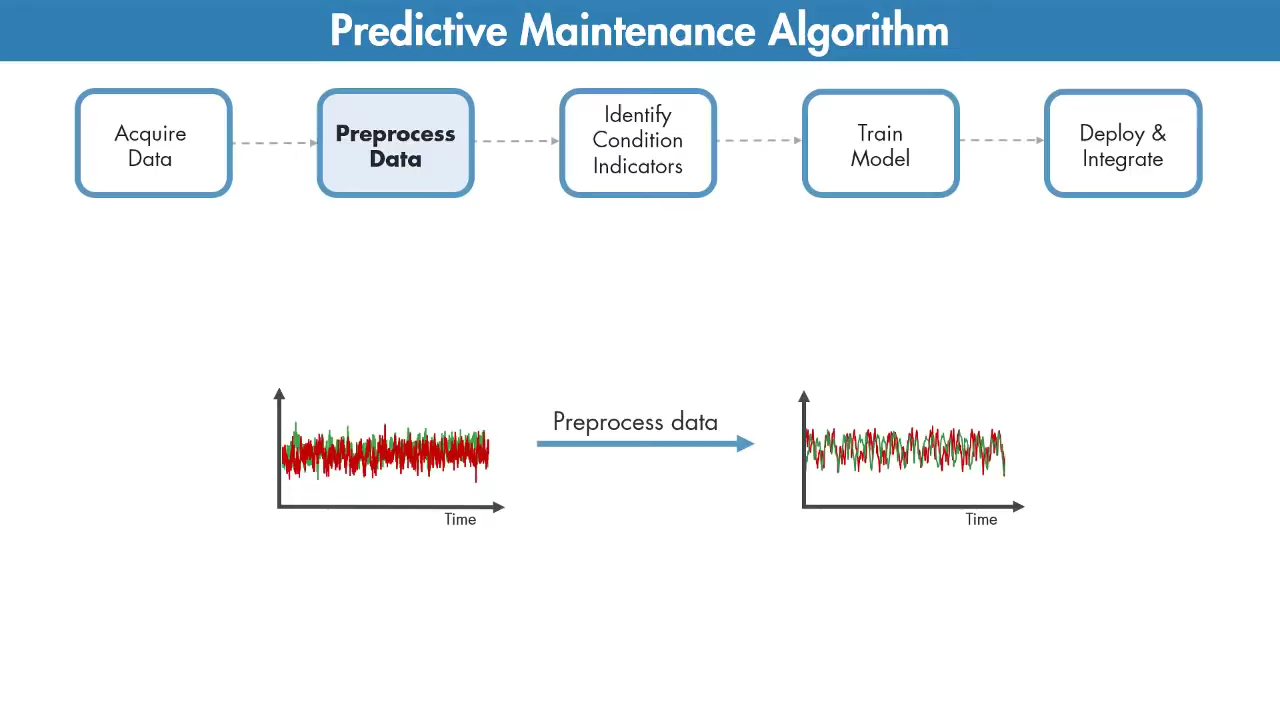 Predictive Maintenance Algorithm
Acquire
Data
Preprocess
Data
Identify
Condition
Indicators
Train
Model
Deploy &
Integrate
Preprocess data
Time
Time